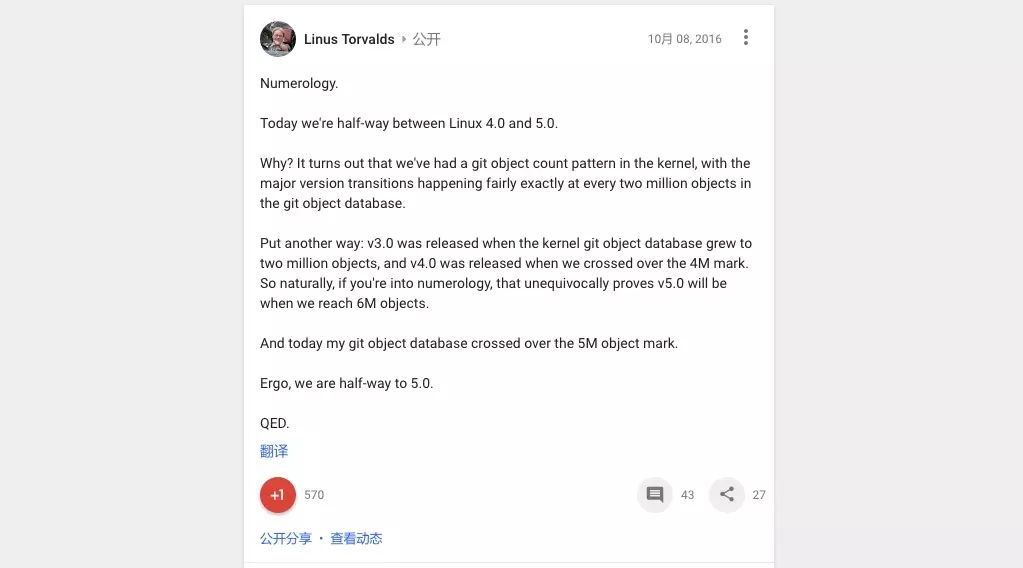 Linus Torvalds ▸ 公开
10月 08, 2016
Numerology.
Today we're half-way between Linux 4.0 and 5.0.
Why? It turns out that we've had a git object count pattern in the kernel, with the
major version transitions happening fairly exactly at every two million objects in
the git object database.
Put another way: v3.0 was released when the kernel git object database grew to
two million objects, and v4.0 was released when we crossed over the 4M mark.
So naturally, if you're into numerology, that unequivocally proves v5.0 will be
when we reach 6M objects.
And today my git object database crossed over the 5M object mark.
Ergo, we are half-way to 5.0.
QED.
翻译
+1 570 43 27
公开分享 · 查看动态